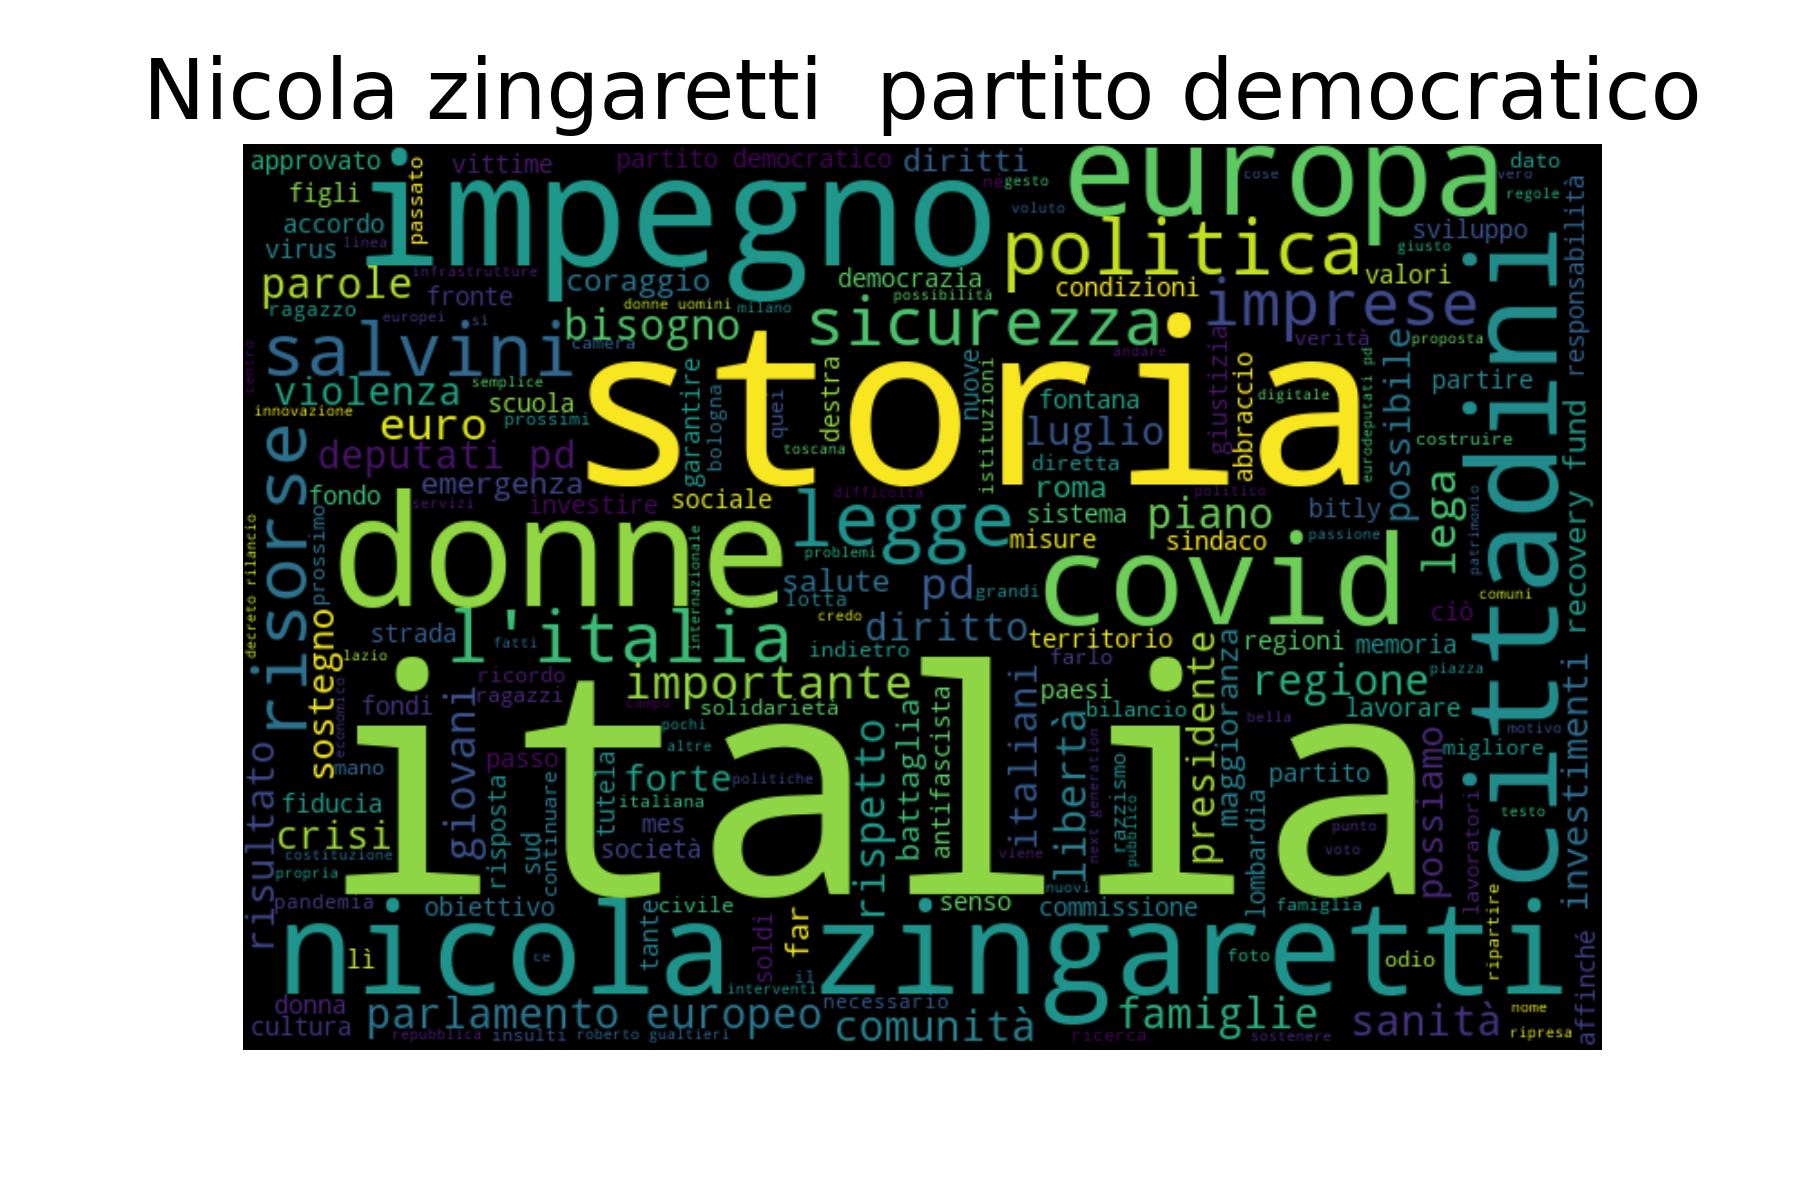 Nicola zingaretti  partito democratico
approvato
passato
vittime
partito democratico
diritti
europa
dato
figli
impegno
né
gesto
cose
vero
regole
accordo
voluto
politica
sviluppo
responsabilità
virus
linea
giusto
parole
infrastrutture
coraggio
democrazia
condizioni
valori
cittadini
ragazzo
fronte
donne uomini
milano
possibilità
imprese
europei
si
bisogno
sicurezza
salvini
camera
storia
andare
giustizia
verità
possibile
proposta
centro
violenza
semplice
garantire
destra
nuove
istituzioni
abbraccio
digitale
eurodeputati pd
partire
innovazione
scuola
bologna
quei
fontana
euro
prossimi
luglio
costruire
risorse
deputati pd
toscana
diretta
fondo
emergenza
investire
sociale
difficoltà
roma
politico
lega
patrimonio
recovery fund
servizi
legge
sistema
piano
bitly
decreto rilancio
prossimo
donne
internazionale
problemi
misure
sindaco
passione
covid
salute
pd
grandi
comuni
lotta
credo
ciò
sostegno
strada
fatti
l'italia
diritto
territorio
regioni
memoria
lazio
indietro
farlo
presidente
maggioranza
piazza
ricordo
ragazzi
importante
italiani
paesi
regione
economico
fondi
giovani
campo
solidarietà
antifascista
battaglia
libertà
bilancio
lavorare
investimenti
italia
pochi
bella
motivo
risultato
passo
altre
rispetto
next generation
possiamo
migliore
mano
risposta
continuare
tutela
forte
politiche
razzismo
pubblico
partito
lavoratori
fiducia
italiana
testo
crisi
sud
mes
lombardia
punto
costituzione
società
viene
voto
propria
pandemia
obiettivo
tante
civile
senso
nuovi
commissione
famiglia
ripartire
affinché
nicola zingaretti
soldi
far
lì
ce
foto
odio
il
interventi
donna
parlamento europeo
necessario
famiglie
sanità
nome
cultura
comunità
repubblica
insulti
roberto gualtieri
ricerca
sostenere
ripresa